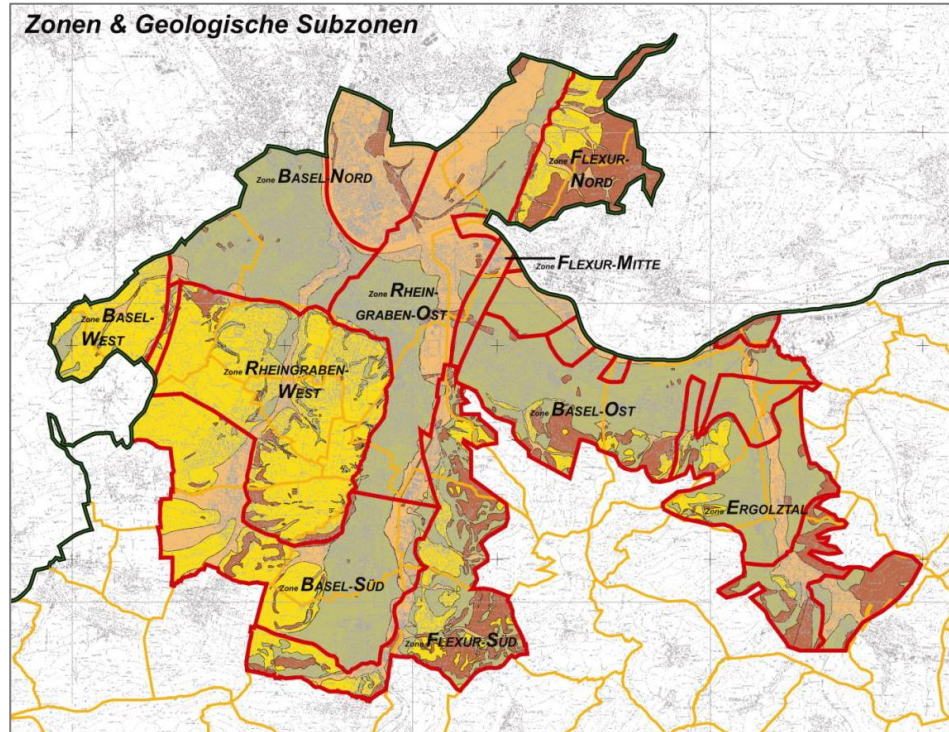 Zonen & Geologische Subzonen
Zone BASEL-NORD
Zone FLEXUR-
NORD
Zone FLEXUR-MITTE
Zone RHEIN-
GRABEN-OST
Zone BASEL-
WEST
Zone RHEINGRABEN-
WEST
Zone BASEL-OST
Zone ERGOLZTAL
Zone BASEL-SÜD
Zone FLEXUR-SÜD